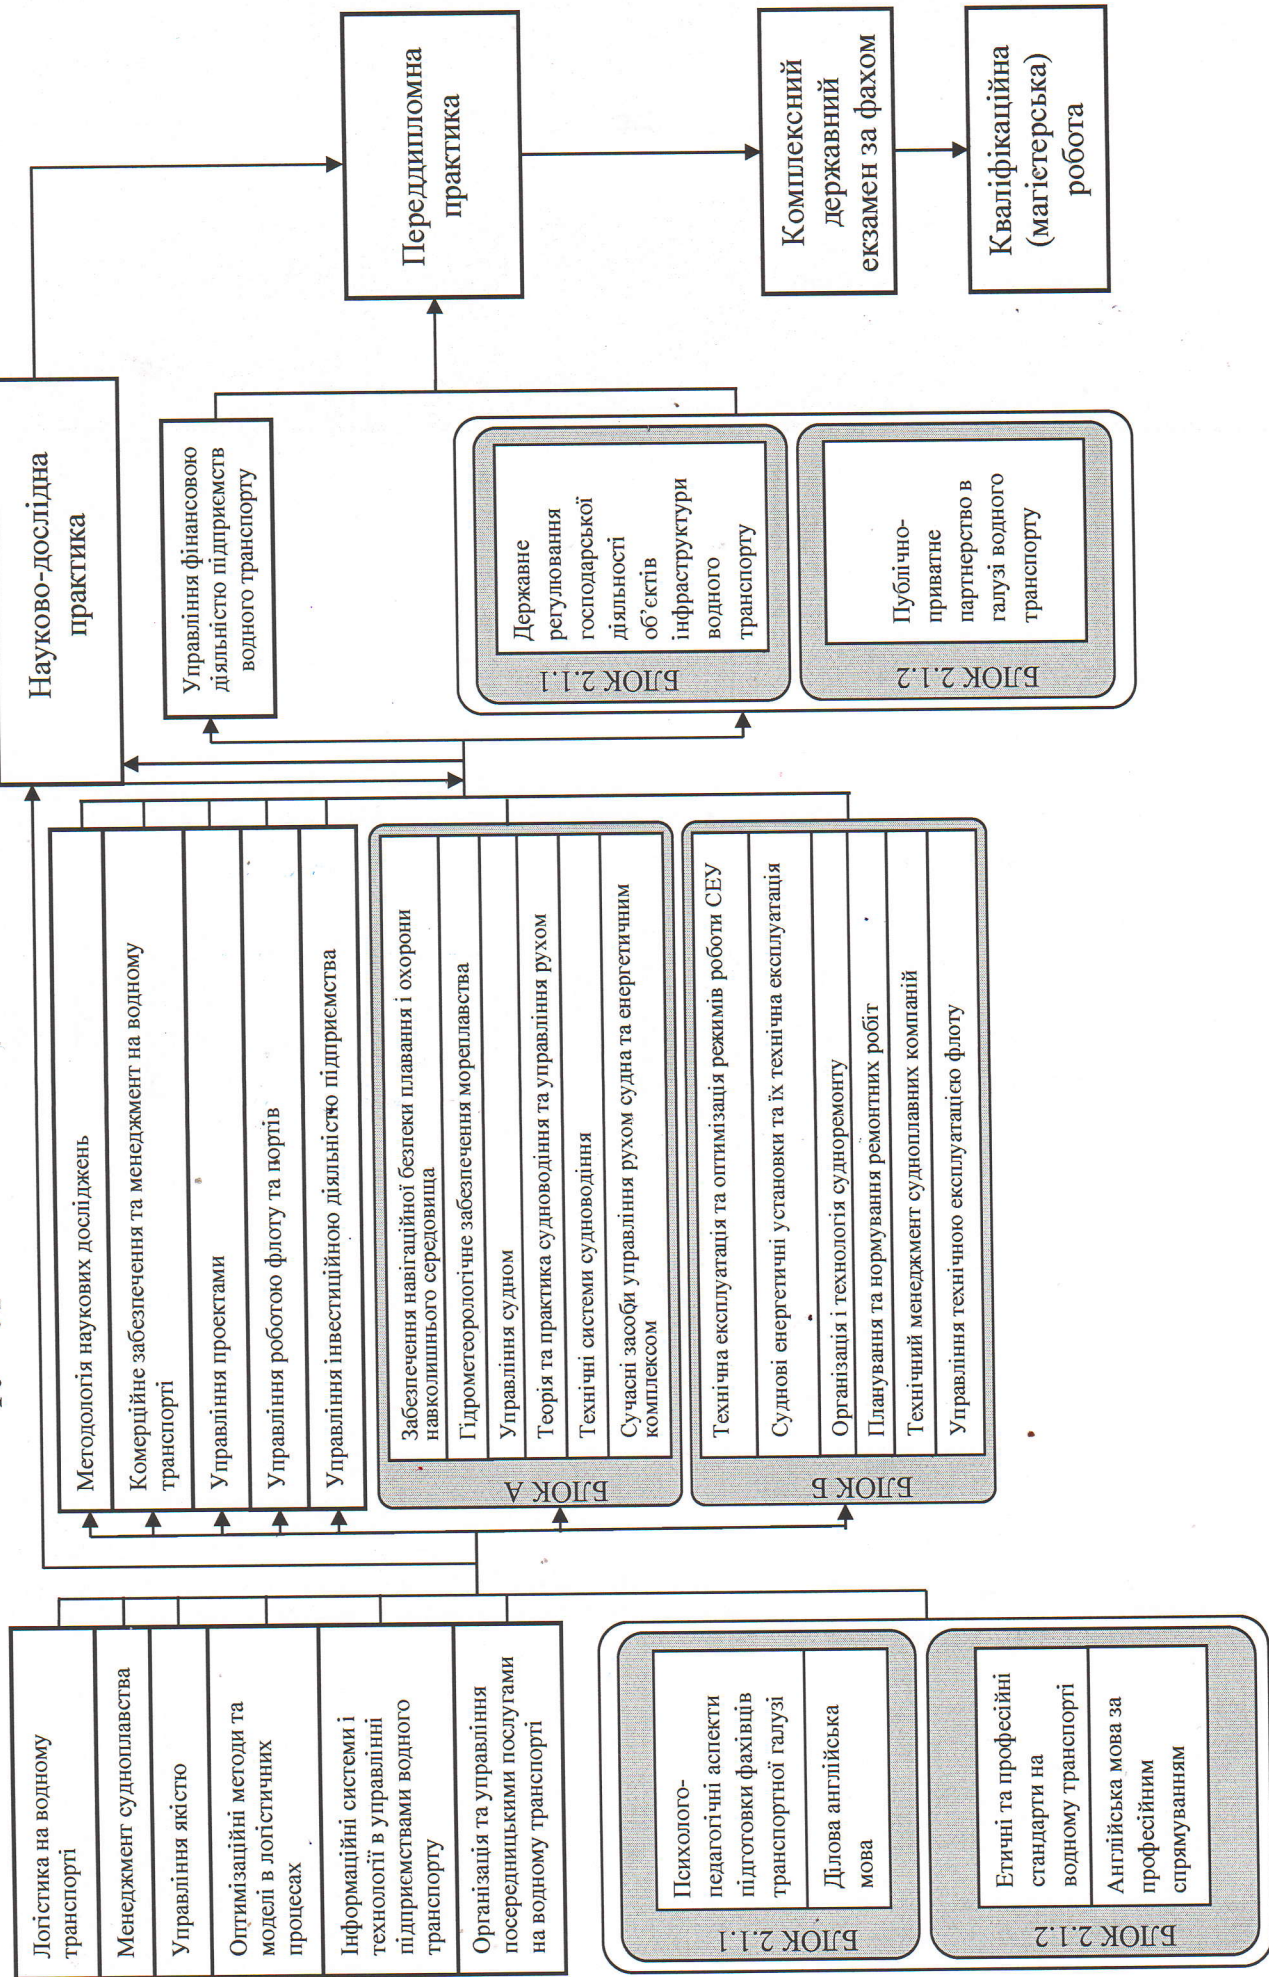 Логістика на водному
транспорті
Менеджмент судноплавства
Управління якістю
Оптимізаційні методи та
моделі в логістичних
процесах
Інформаційні системи і
технології в управлінні
підприємствами водного
транспорту
Організація та управління
посередницькими послугами
на водному транспорті
БЛОК 2.1.1
Психолого-
педагогічні аспекти
підготовки фахівців
транспортної галузі
Ділова англійська
мова
БЛОК 2.1.2
Етичні та професійні
стандарти на
водному транспорті
Англійська мова за
професійним
спрямуванням
Методологія наукових досліджень
Комерційне забезпечення та менеджмент на водному
транспорті
Управління проектами
Управління роботою флоту та портів
Управління інвестиційною діяльністю підприємства
БЛОК А
Забезпечення навігаційної безпеки плавання і охорони
навколишнього середовища
Гідрометеорологічне забезпечення мореплавства
Управління судном
Теорія та практика судноводіння та управління рухом
Технічні системи судноводіння
Сучасні засоби управління рухом судна та енергетичним
комплексом
БЛОК Б
Технічна експлуатація та оптимізація режимів роботи СЕУ
Суднові енергетичні установки та їх технічна експлуатація
Організація і технологія судноремонту
Планування та нормування ремонтних робіт
Технічний менеджмент судноплавних компаній
Управління технічною експлуатацією флоту
Науково-дослідна
практика
Управління фінансовою
діяльністю підприємств
водного транспорту
БЛОК 2.1.1
Державне
регулювання
господарської
діяльності
об’єктів
інфраструктури
водного
транспорту
БЛОК 2.1.2
Публічно-
приватне
партнерство в
галузі водного
транспорту
Переддипломна
практика
Комплексний
державний
екзамен за фахом
Кваліфікаційна
(магістерська)
робота